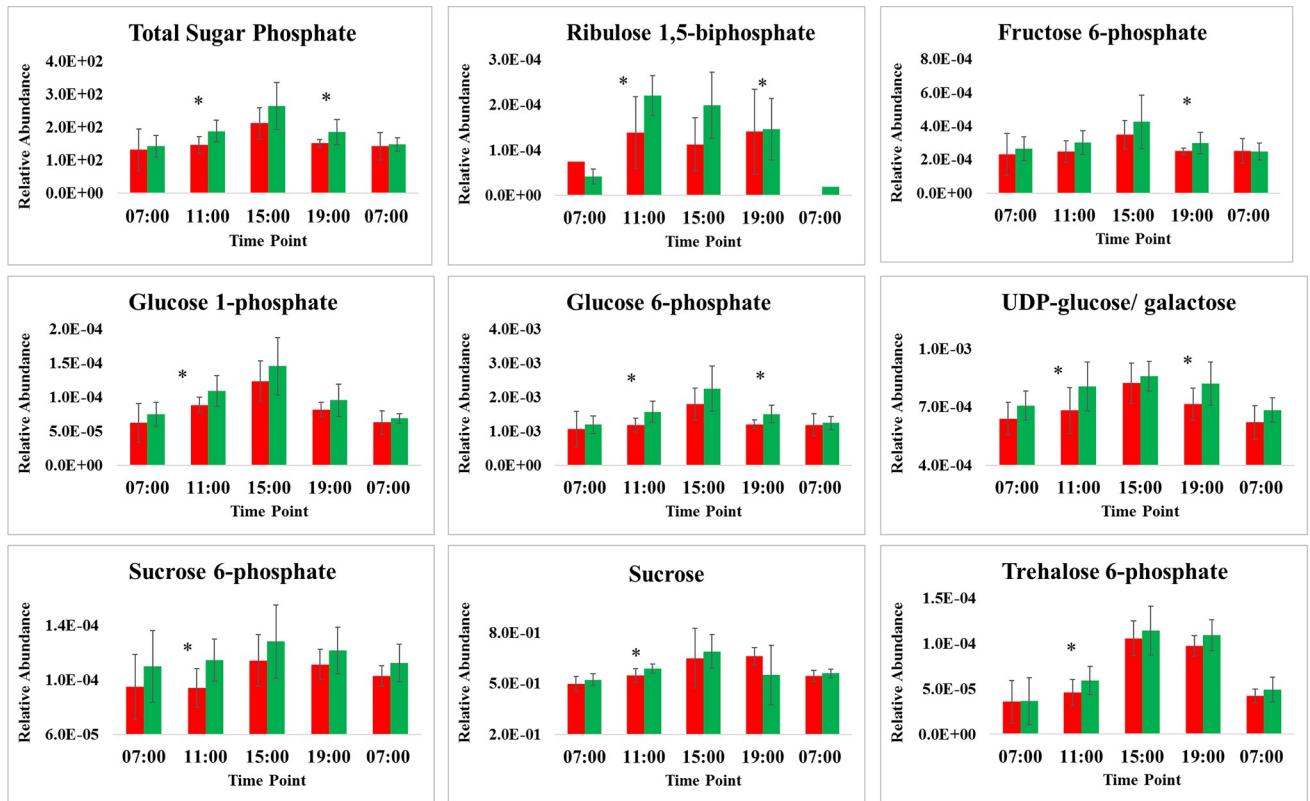 Total Sugar Phosphate
Relative Abundance
4.0E+02
3.0E+02
2.0E+02
1.0E+02
0.0E+00
*
*
07:00 11:00 15:00 19:00 07:00
Time Point
Ribulose 1,5-biphosphate
Relative Abundance
3.0E-04
2.0E-04
1.0E-04
0.0E+00
*
*
07:00 11:00 15:00 19:00 07:00
Time Point
Fructose 6-phosphate
Relative Abundance
8.0E-04
6.0E-04
4.0E-04
2.0E-04
0.0E+00
*
07:00 11:00 15:00 19:00 07:00
Time Point
Glucose 1-phosphate
Relative Abundance
2.0E-04
1.5E-04
1.0E-04
5.0E-05
0.0E+00
*
07:00 11:00 15:00 19:00 07:00
Time Point
Glucose 6-phosphate
Relative Abundance
4.0E-03
3.0E-03
2.0E-03
1.0E-03
0.0E+00
*
*
07:00 11:00 15:00 19:00 07:00
Time Point
UDP-glucose/ galactose
Relative Abundance
1.0E-03
7.0E-04
4.0E-04
*
*
07:00 11:00 15:00 19:00 07:00
Time Point
Sucrose 6-phosphate
Relative Abundance
1.4E-04
1.0E-04
6.0E-05
*
07:00 11:00 15:00 19:00 07:00
Time Point
Sucrose
Relative Abundance
8.0E-01
5.0E-01
2.0E-01
*
07:00 11:00 15:00 19:00 07:00
Time Point
Trehalose 6-phosphate
Relative Abundance
1.5E-04
1.0E-04
5.0E-05
0.0E+00
*
07:00 11:00 15:00 19:00 07:00
Time Point